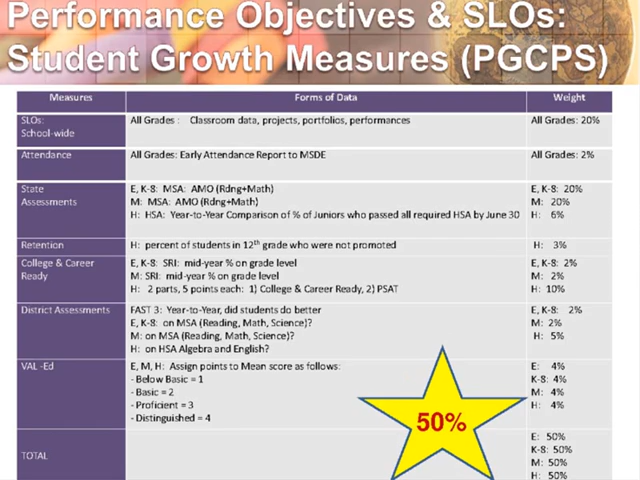 Performance Objectives & SLOs:
Student Growth Measures (PGCPS)
Measures Forms of Data Weight
SLOs: All Grades : Classroom data, projects, portfolios, performances All Grades: 20%
School-wide
Attendance All Grades: Early Attendance Report to MSDE All Grades: 2%
State E, K-8: MSA: AMO (Rdng+Math) E, K-8: 20%
Assessments M: MSA: AMO (Rdng+Math) M: 20%
H: HSA: Year-to-Year Comparison of % of Juniors who passed all required HSA by June 30 H: 6%
Retention H: percent of students in 12th grade who were not promoted H: 3%
College & Career E, K-8: SRI: mid-year % on grade level E, K-8: 2%
Ready M: SRI: mid-year % on grade level M: 2%
H: 2 parts, 5 points each: 1) College & Career Ready, 2) PSAT H: 10%
District Assessments FAST 3: Year-to-Year, did students do better E, K-8: 2%
E, K-8: on MSA (Reading, Math, Science)? M: 2%
M: on MSA (Reading, Math, Science)? H: 5%
H: on HSA Algebra and English?
VAL -Ed E, M, H: Assign points to Mean score as follows: E: 4%
- Below Basic = 1 K-8: 4%
- Basic = 2 M: 4%
- Proficient = 3 H: 4%
- Distinguished = 4
50%
TOTAL E: 50%
K-8: 50%
M: 50%
H: 50%